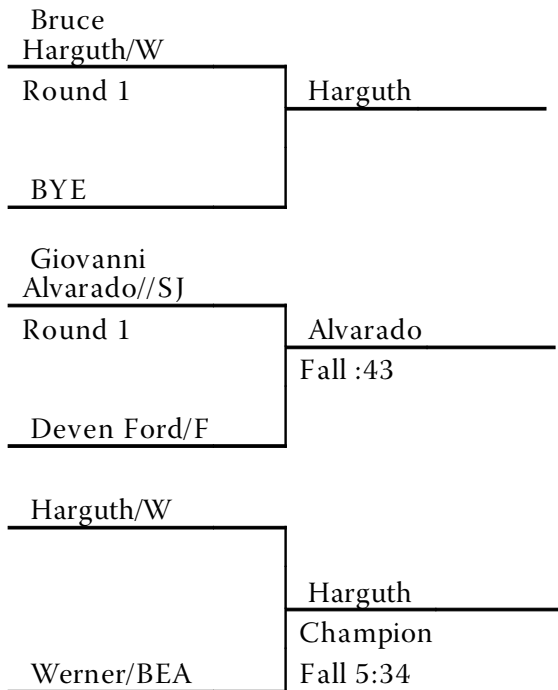 Bruce
Harguth/W
Round 1
Harguth
BYE
Giovanni
Alvarado//SJ
Round 1
Alvarado
Fall :43
Deven Ford/F
Harguth/W
Harguth
Champion
Werner/BEA
Fall 5:34